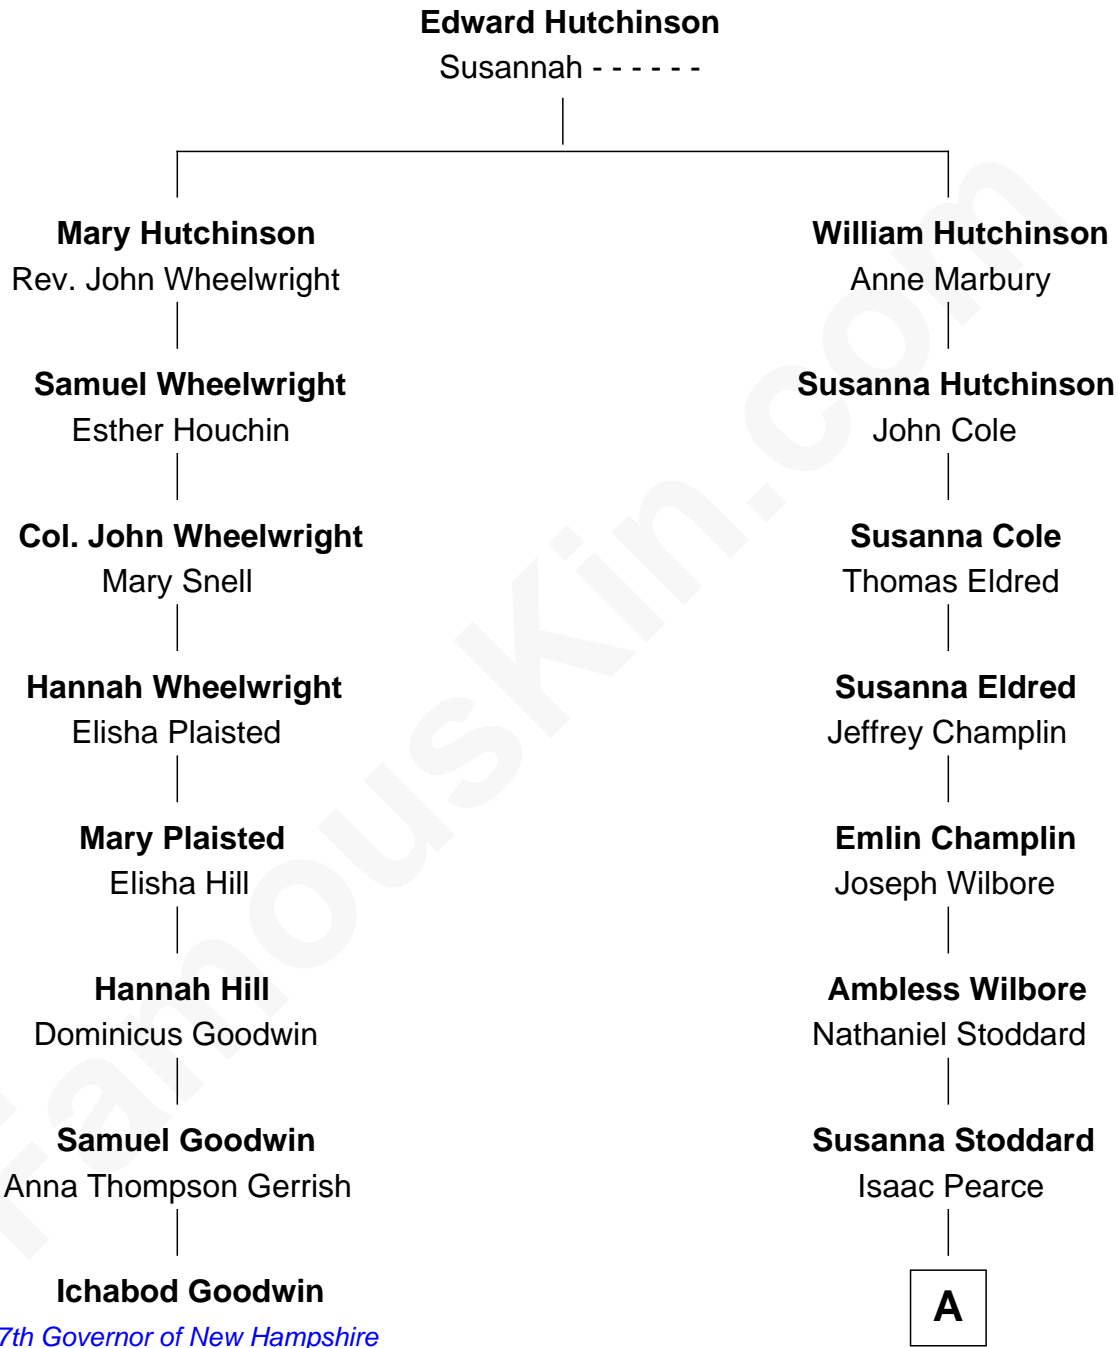 Edward Hutchinson
Susannah - - - - - -
Mary Hutchinson
Rev. John Wheelwright
William Hutchinson
Anne Marbury
Samuel Wheelwright
Esther Houchin
Susanna Hutchinson
John Cole
Col. John Wheelwright
Mary Snell
Susanna Cole
Thomas Eldred
Hannah Wheelwright
Elisha Plaisted
Susanna Eldred
Jeffrey Champlin
Mary Plaisted
Elisha Hill
Emlin Champlin
Joseph Wilbore
Hannah Hill
Dominicus Goodwin
Ambless Wilbore
Nathaniel Stoddard
Samuel Goodwin
Anna Thompson Gerrish
Susanna Stoddard
Isaac Pearce
Ichabod Goodwin
7th Governor of New Hampshire
A
FamousKin.com